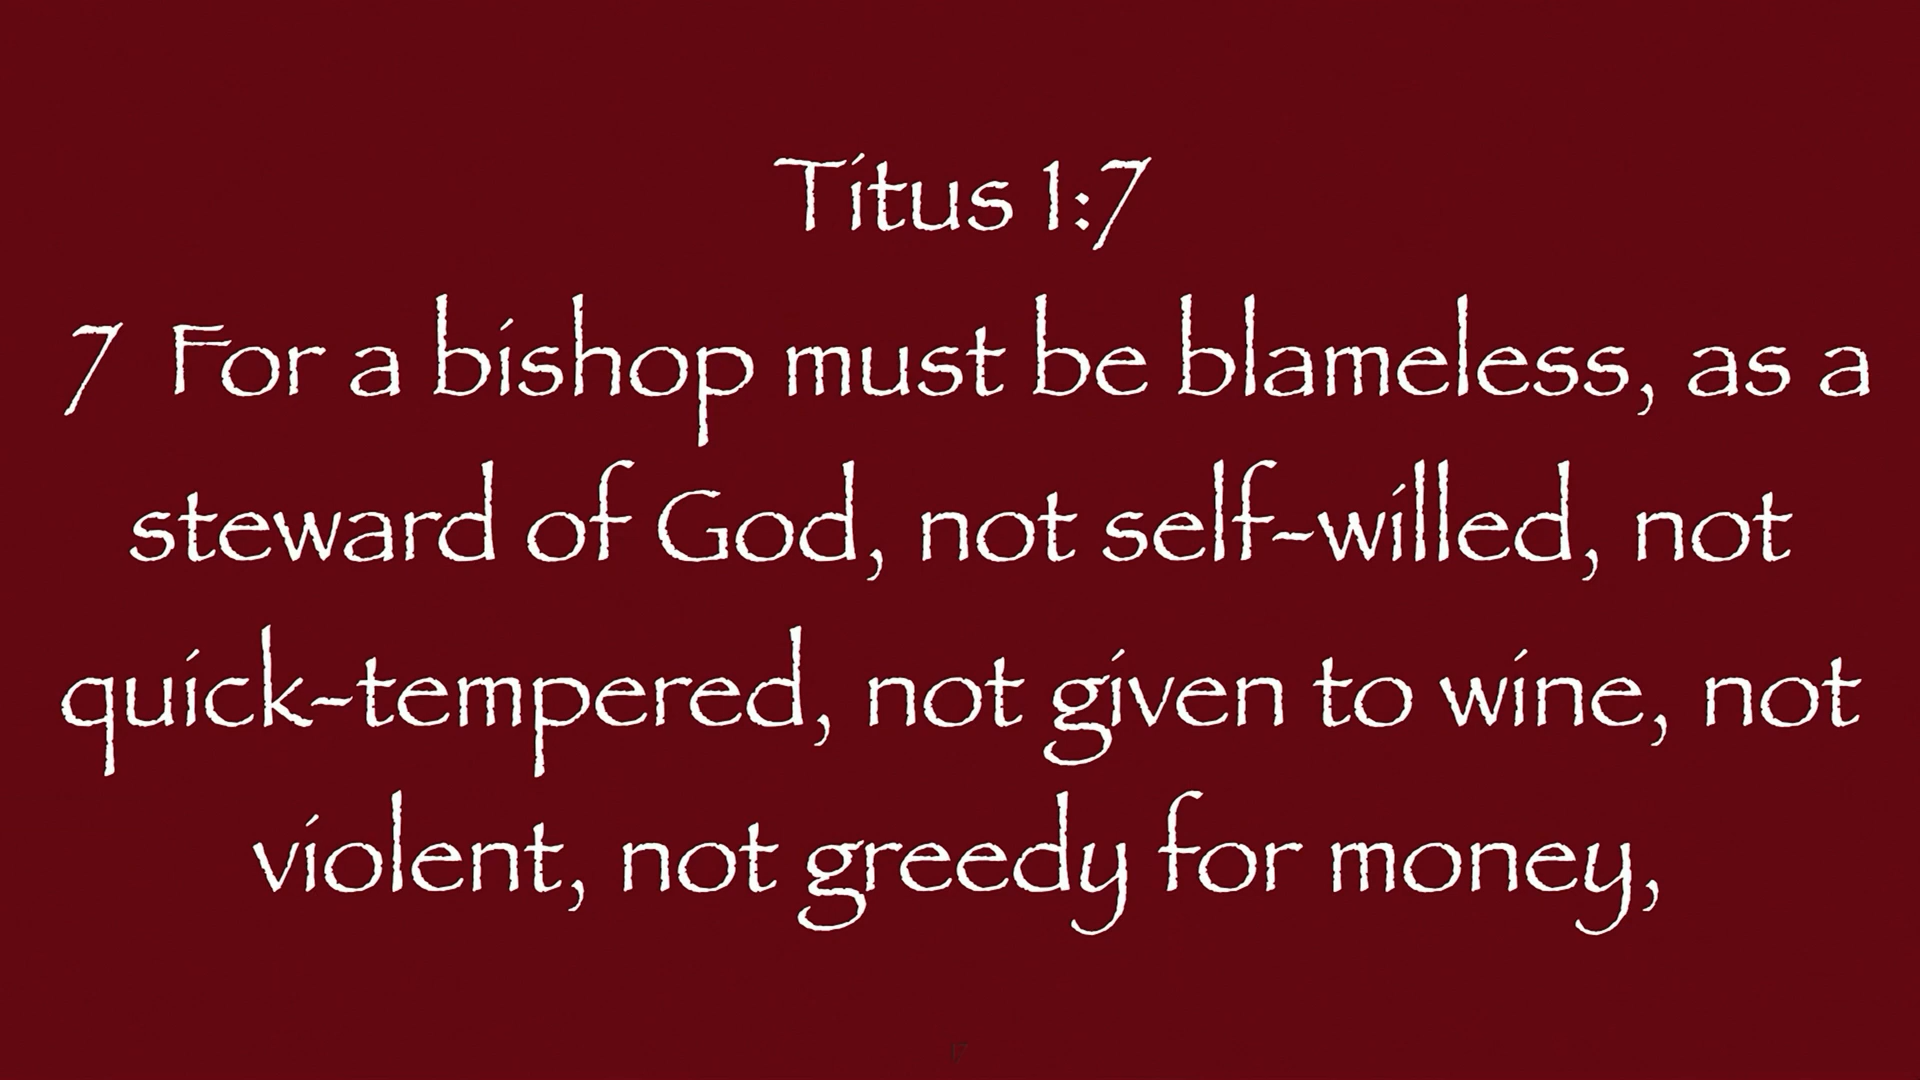 Titus 1:7
7 For a bishop must be blameless, as a
steward of God, not self-willed, not
quick-tempered, not given to wine, not
violent, not greedy for money,
17